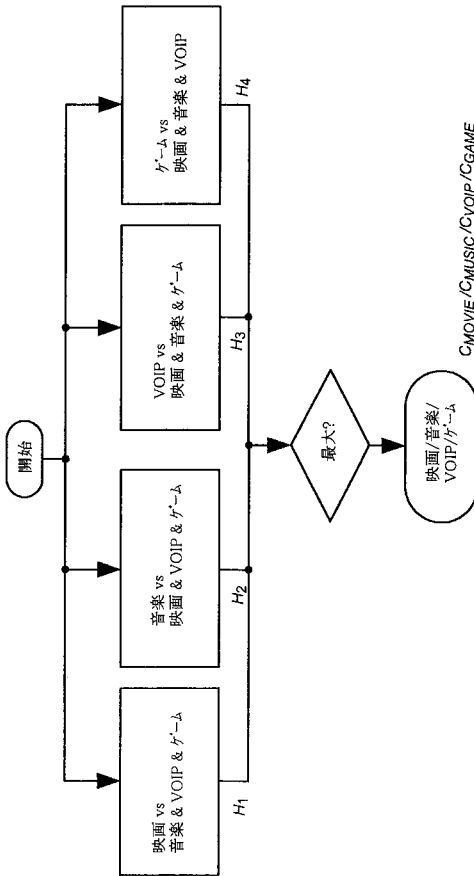 開始
映画 vs
音楽 & VOIP & ゲーム
音楽 vs
映画 & VOIP & ゲーム
VOIP vs
映画 & 音楽 & ゲーム
ゲーム vs
映画 & 音楽 & VOIP
H1
H2
H3
H4
最大?
映画/音楽/
VOIP/ゲーム
CMOVIE/CMUSIC/CVOIP/CGAME